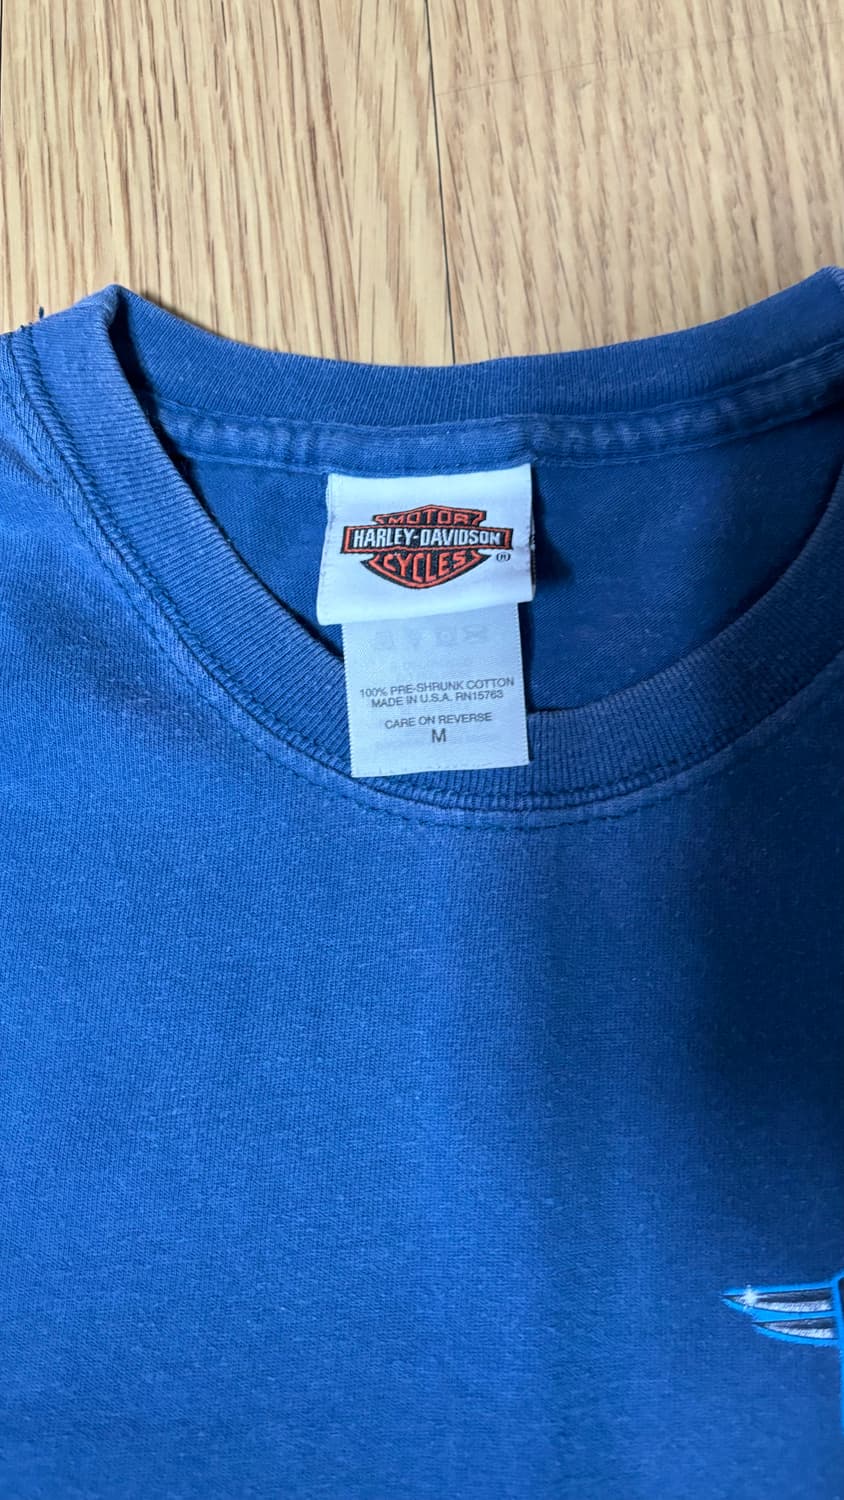 MOTOR
HARLEY-DAVIDSON
CYCLES ®
100% PRE-SHRUNK COTTON
MADE IN U.S.A. RN15763
CARE ON REVERSE
M